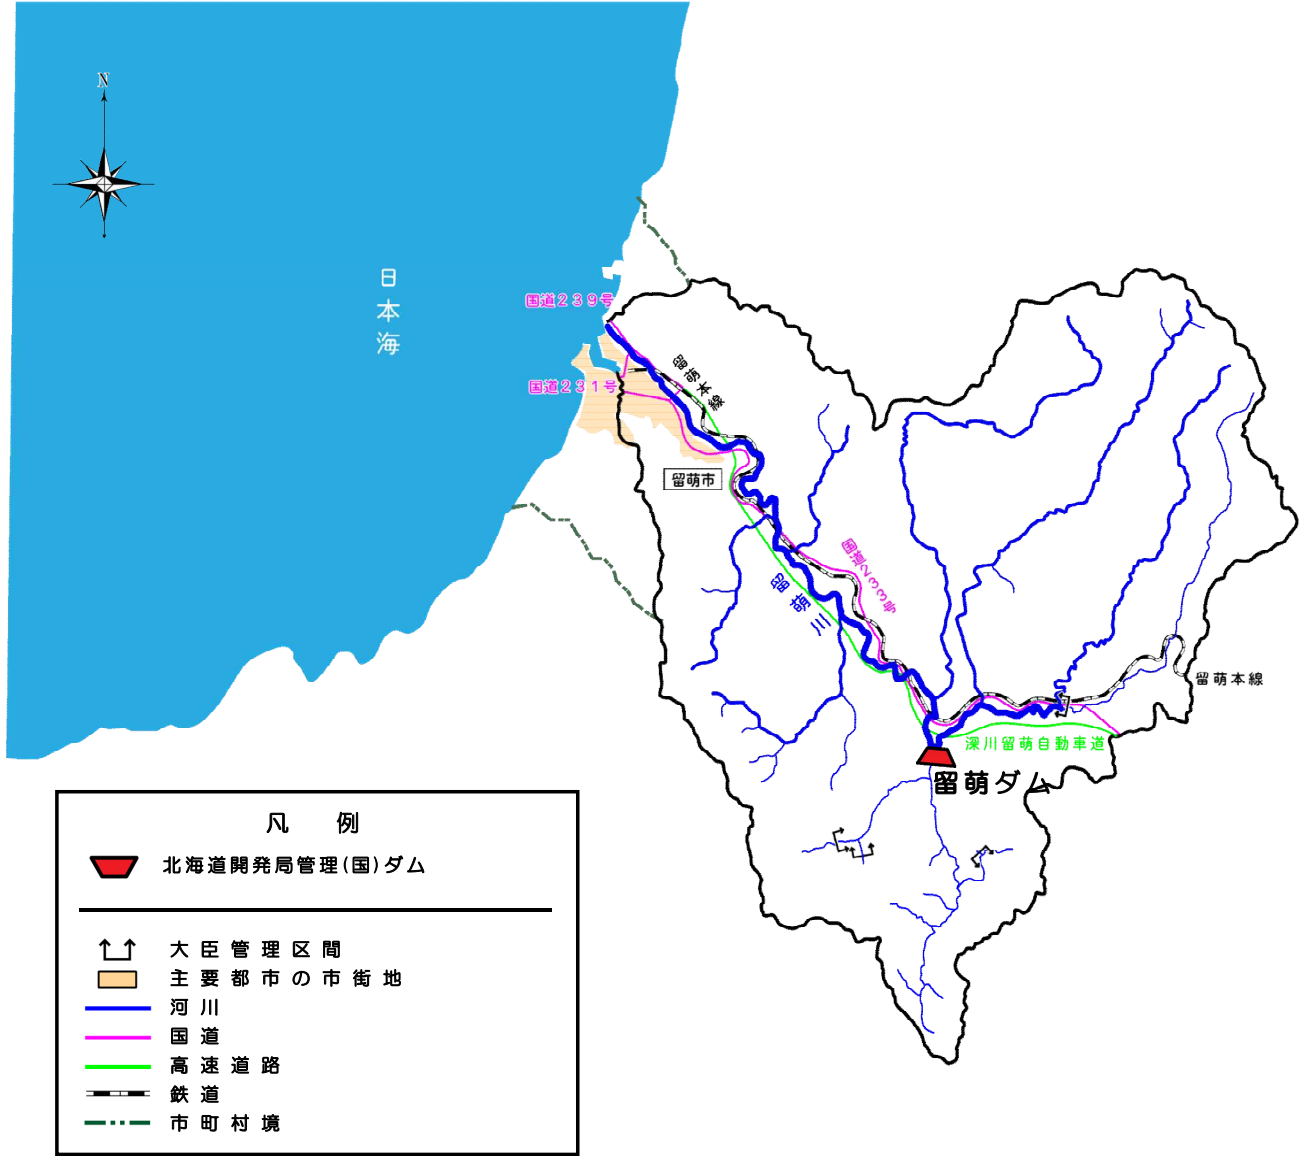 N
日本海
国道239号
国道231号
留萌本線
留萌市
国道233号
留萌川
留萌本線
深川留萌自動車道
留萌ダム
凡 例
北海道開発局管理(国)ダム
大臣管理区間
主要都市の市街地
河川
国道
高速道路
鉄道
市町村境